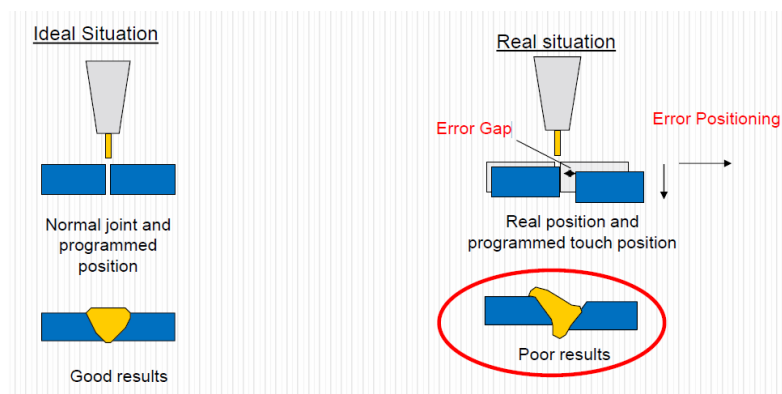 Ideal Situation
Normal joint and
programmed
position
Good results
Real situation
Error Gap
Error Positioning
Real position and
programmed touch position
Poor results